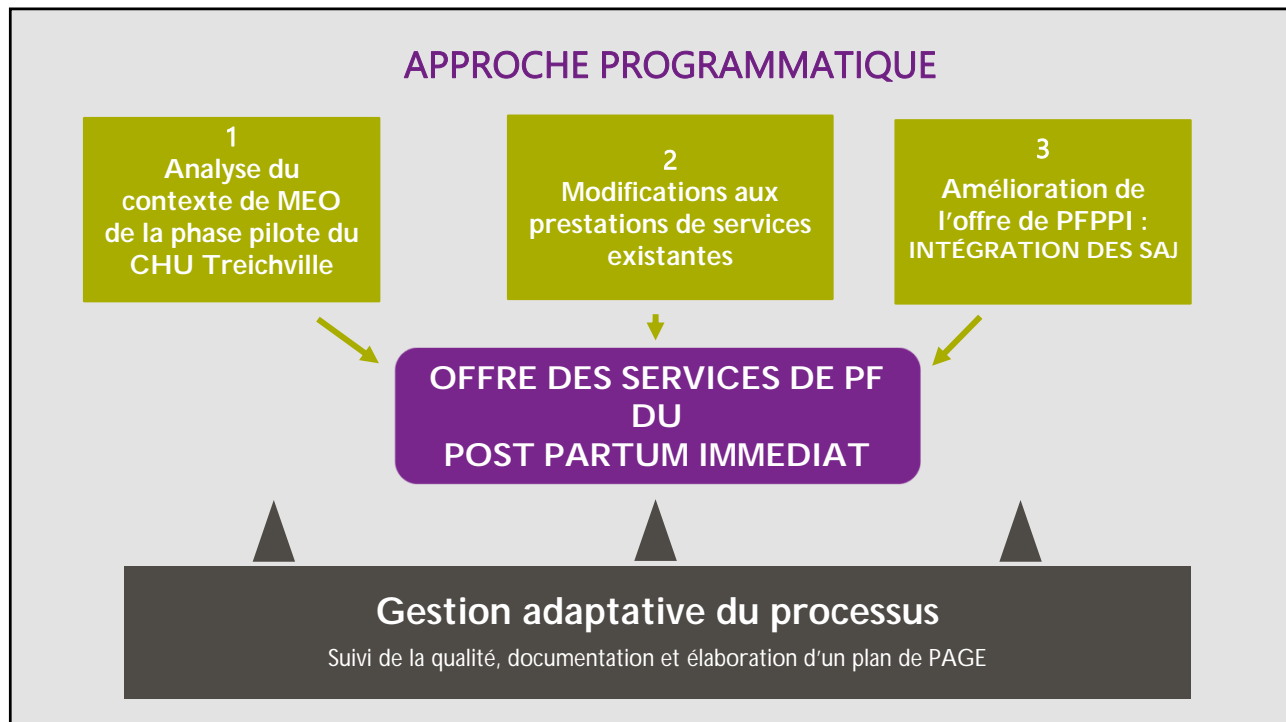 APPROCHE PROGRAMMATIQUE
1
Analyse du
contexte de MEO
de la phase pilote du
CHU Treichville
2
Modifications aux
prestations de services
existantes
3
Amélioration de
l'offre de PFPPI :
INTÉGRATION DES SAJ
OFFRE DES SERVICES DE PF
DU
POST PARTUM IMMEDIAT
Gestion adaptative du processus
Suivi de la qualité, documentation et élaboration d'un plan de PAGE